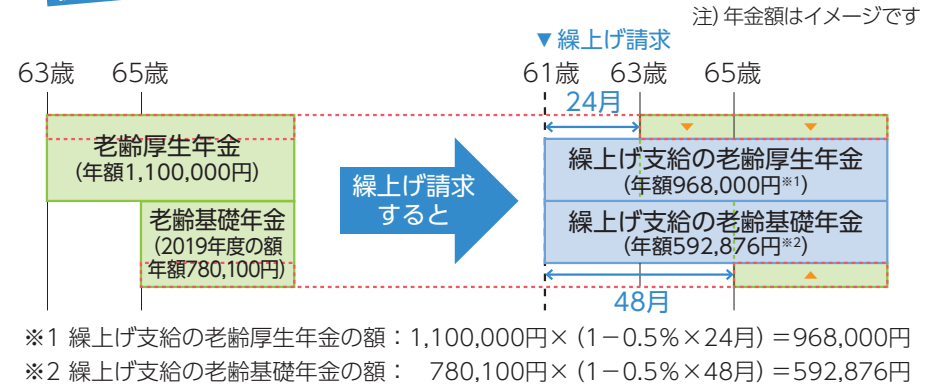 注) 年金額はイメージです
▼繰上げ請求
63歳 65歳
61歳 63歳 65歳
24月
老齢厚生年金
(年額1,100,000円)
老齢基礎年金
(2019年度の額
年額780,100円)
繰上げ請求
すると
繰上げ支給の老齢厚生年金
(年額968,000円※1)
繰上げ支給の老齢基礎年金
(年額592,876円※2)
48月
※1 繰上げ支給の老齢厚生年金の額：1,100,000円×(1－0.5%×24月)＝968,000円
※2 繰上げ支給の老齢基礎年金の額： 780,100円×(1－0.5%×48月)＝592,876円